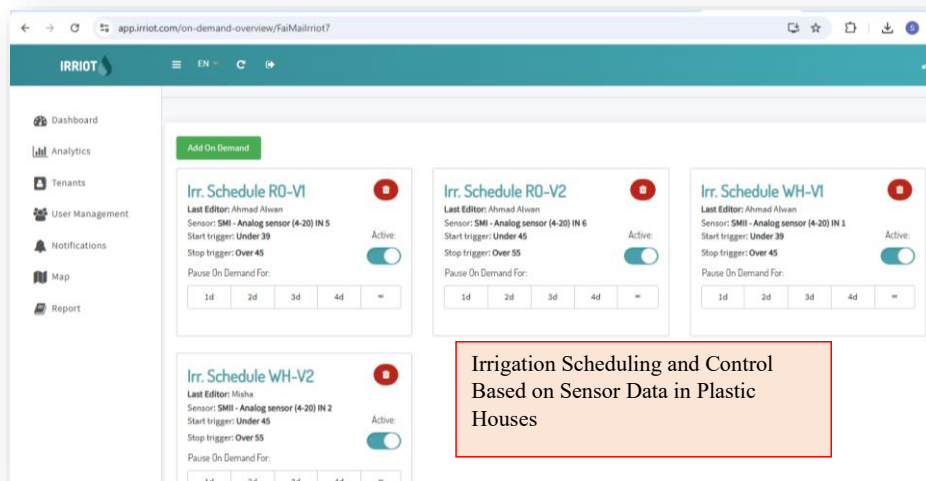 app.irriot.com/on-demand-overview/FaiMailrriot7
S
IRRIOT
EN
Dashboard
Analytics
Tenants
User Management
Notifications
Map
Report
Add On Demand
Irr. Schedule RO-V1
Last Editor: Ahmad Alwan
Sensor: SMI - Analog sensor (4-20) IN 5
Start trigger: Under 39
Active:
Stop trigger: Over 45
Pause On Demand For:
1d 2d 3d 4d ∞
Irr. Schedule RO-V2
Last Editor: Ahmad Alwan
Sensor: SMI - Analog sensor (4-20) IN 6
Start trigger: Under 45
Active:
Stop trigger: Over 55
Pause On Demand For:
1d 2d 3d 4d ∞
Irr. Schedule WH-V1
Last Editor: Ahmad Alwan
Sensor: SMII - Analog sensor (4-20) IN 1
Start trigger: Under 39
Active:
Stop trigger: Over 45
Pause On Demand For:
1d 2d 3d 4d ∞
Irr. Schedule WH-V2
Last Editor: Misha
Sensor: SMII - Analog sensor (4-20) IN 2
Start trigger: Under 45
Active:
Stop trigger: Over 55
Pause On Demand For:
1d 2d 3d 4d
Irrigation Scheduling and Control
Based on Sensor Data in Plastic
Houses